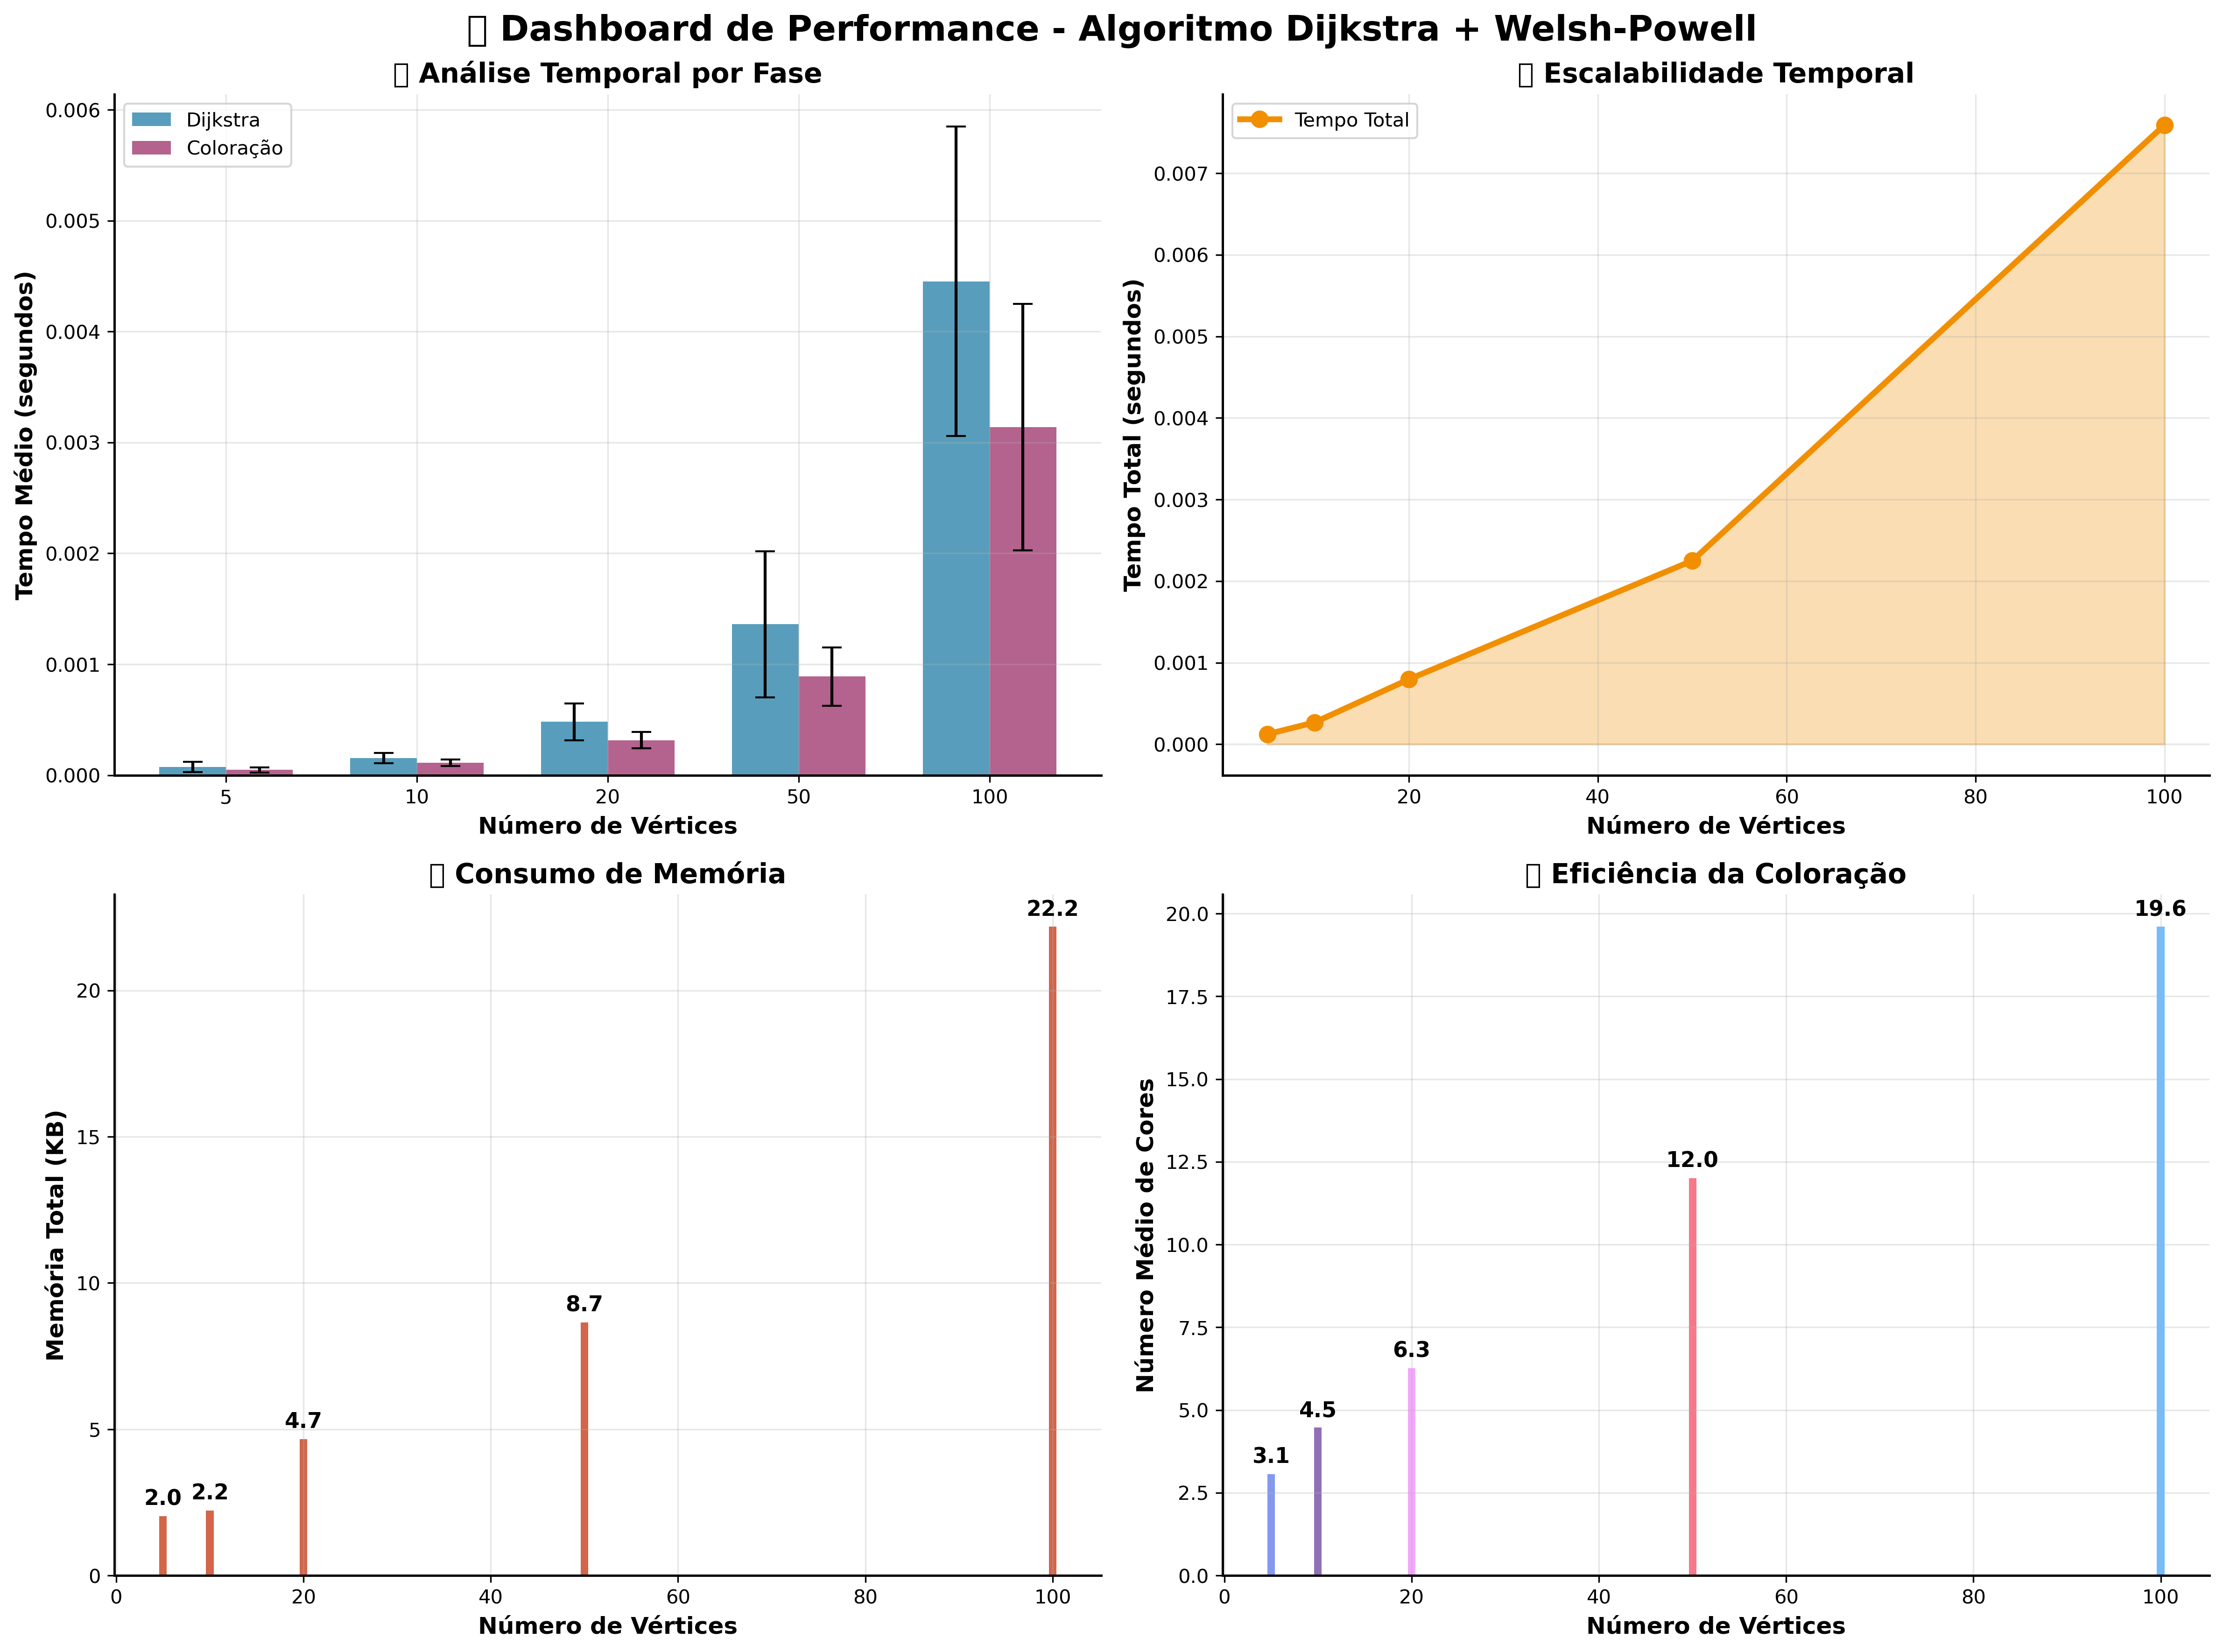 ▯ Dashboard de Performance - Algoritmo Dijkstra + Welsh-Powell
▯ Análise Temporal por Fase
Dijkstra
Coloração
Tempo Médio (segundos)
0.006
0.005
0.004
0.003
0.002
0.001
0.000
5 10 20 50 100
Número de Vértices
▯ Escalabilidade Temporal
Tempo Total
Tempo Total (segundos)
0.007
0.006
0.005
0.004
0.003
0.002
0.001
0.000
20 40 60 80 100
Número de Vértices
▯ Consumo de Memória
Memória Total (KB)
20
15
10
5
0
2.0
2.2
4.7
8.7
22.2
0 20 40 60 80 100
Número de Vértices
▯ Eficiência da Coloração
Número Médio de Cores
20.0
17.5
15.0
12.5
10.0
7.5
5.0
2.5
0.0
3.1
4.5
6.3
12.0
19.6
0 20 40 60 80 100
Número de Vértices